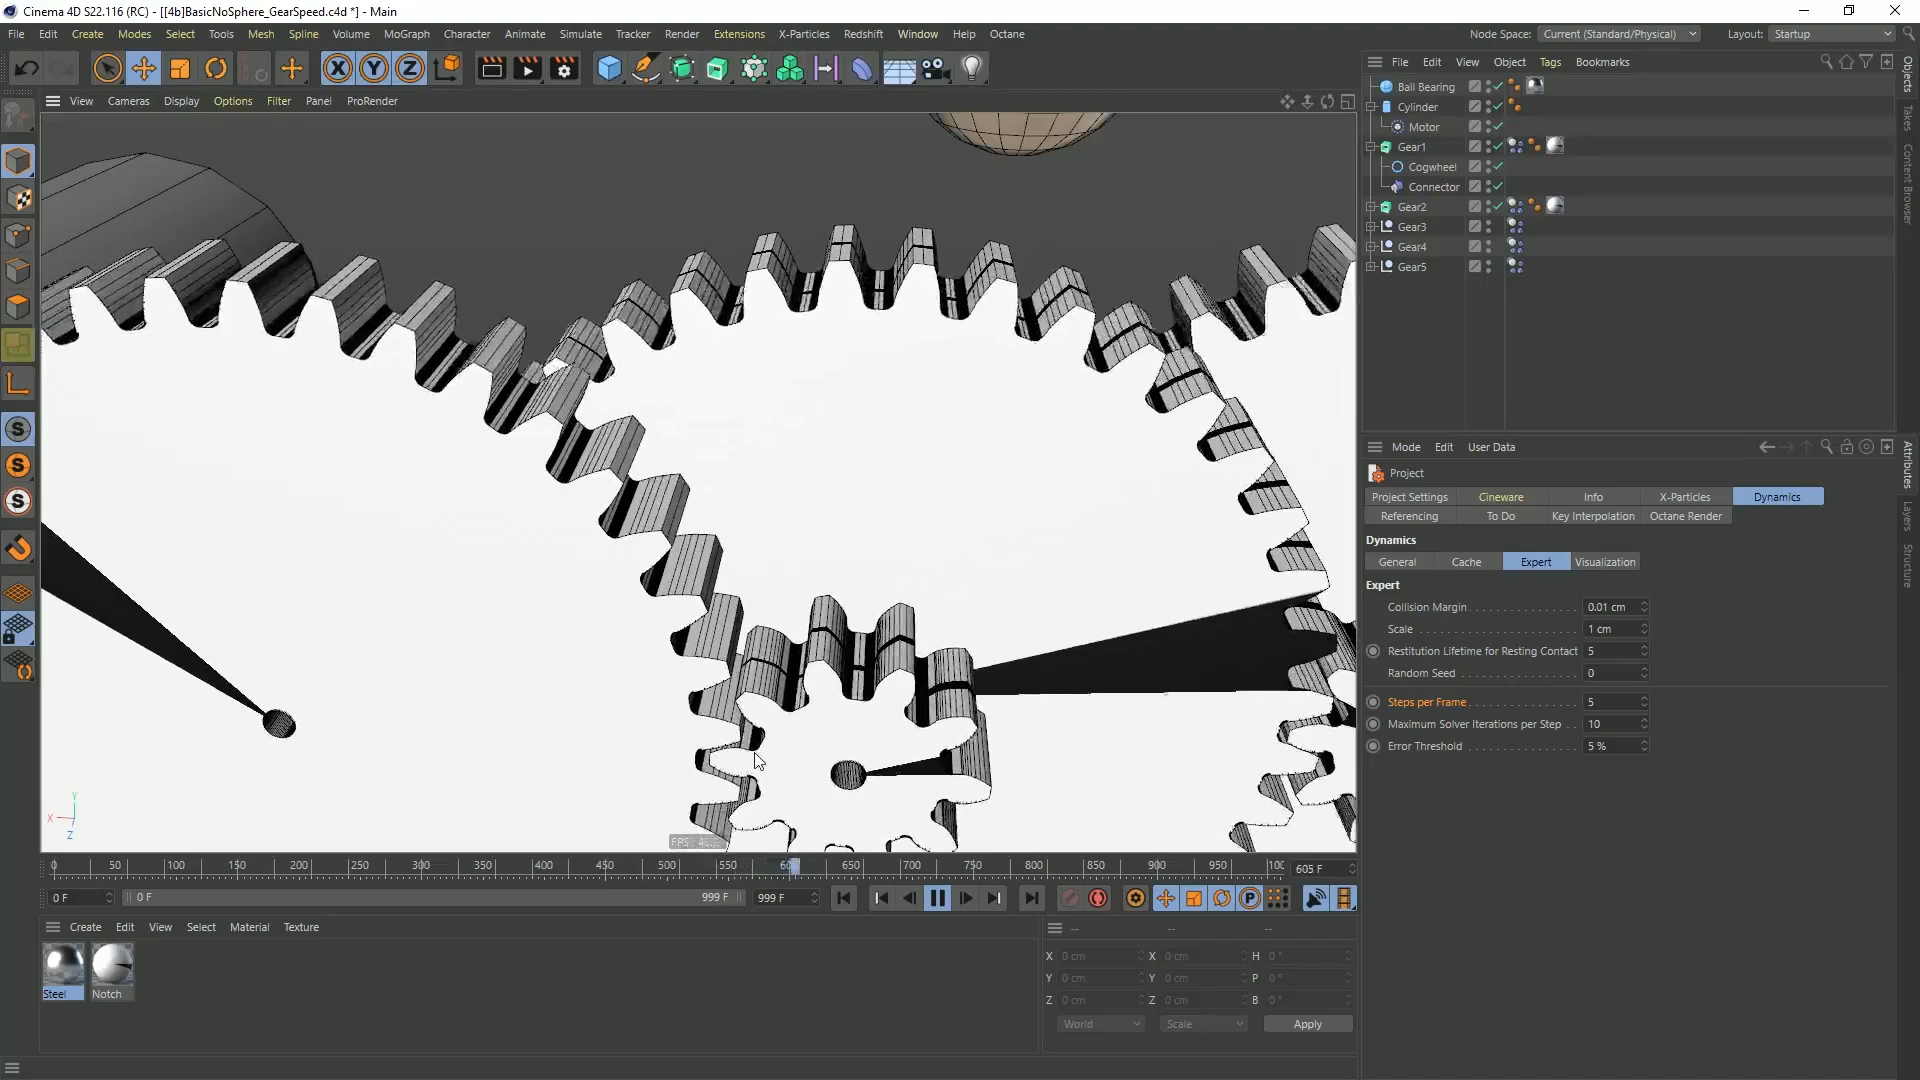 Cinema 4D S22.116 (RC) - [[4b]BasicNoSphere_GearSpeed.c4d *] - Main
File Edit Create Modes Select Tools Mesh Spline Volume MoGraph Character Animate Simulate Tracker Render Extensions X-Particles Redshift Window Help Octane Node Space: Current (Standard/Physical) Layout: Startup
X Y Z
View Cameras Display Options Filter Panel ProRender
File Edit View Object Tags Bookmarks
Ball Bearing
Cylinder
Motor
Gear1
Cogwheel
Connector
Gear2
Gear3
Gear4
Gear5
Objects
Takes
Content Browser
Mode Edit User Data
Project
Project Settings Cineware Info X-Particles Dynamics
Referencing To Do Key Interpolation Octane Render
Dynamics
General Cache Expert Visualization
Expert
Collision Margin 0.01 cm
Scale 1 cm
Restitution Lifetime for Resting Contact 5
Random Seed 0
Steps per Frame 5
Maximum Solver Iterations per Step 10
Error Threshold 5 %
Attributes
Layers
Structure
S
S
S
Y
X
Z
0 50 100 150 200 250 300 350 400 450 500 550 650 700 750 800 850 900 950 605 F
0 F 0 F 999 F 999 F P
Create Edit View Select Material Texture
Steel Notch
-- -- --
X 0 cm X 0 cm H 0 °
Y 0 cm Y 0 cm P 0 °
Z 0 cm Z 0 cm B 0 °
World Scale Apply